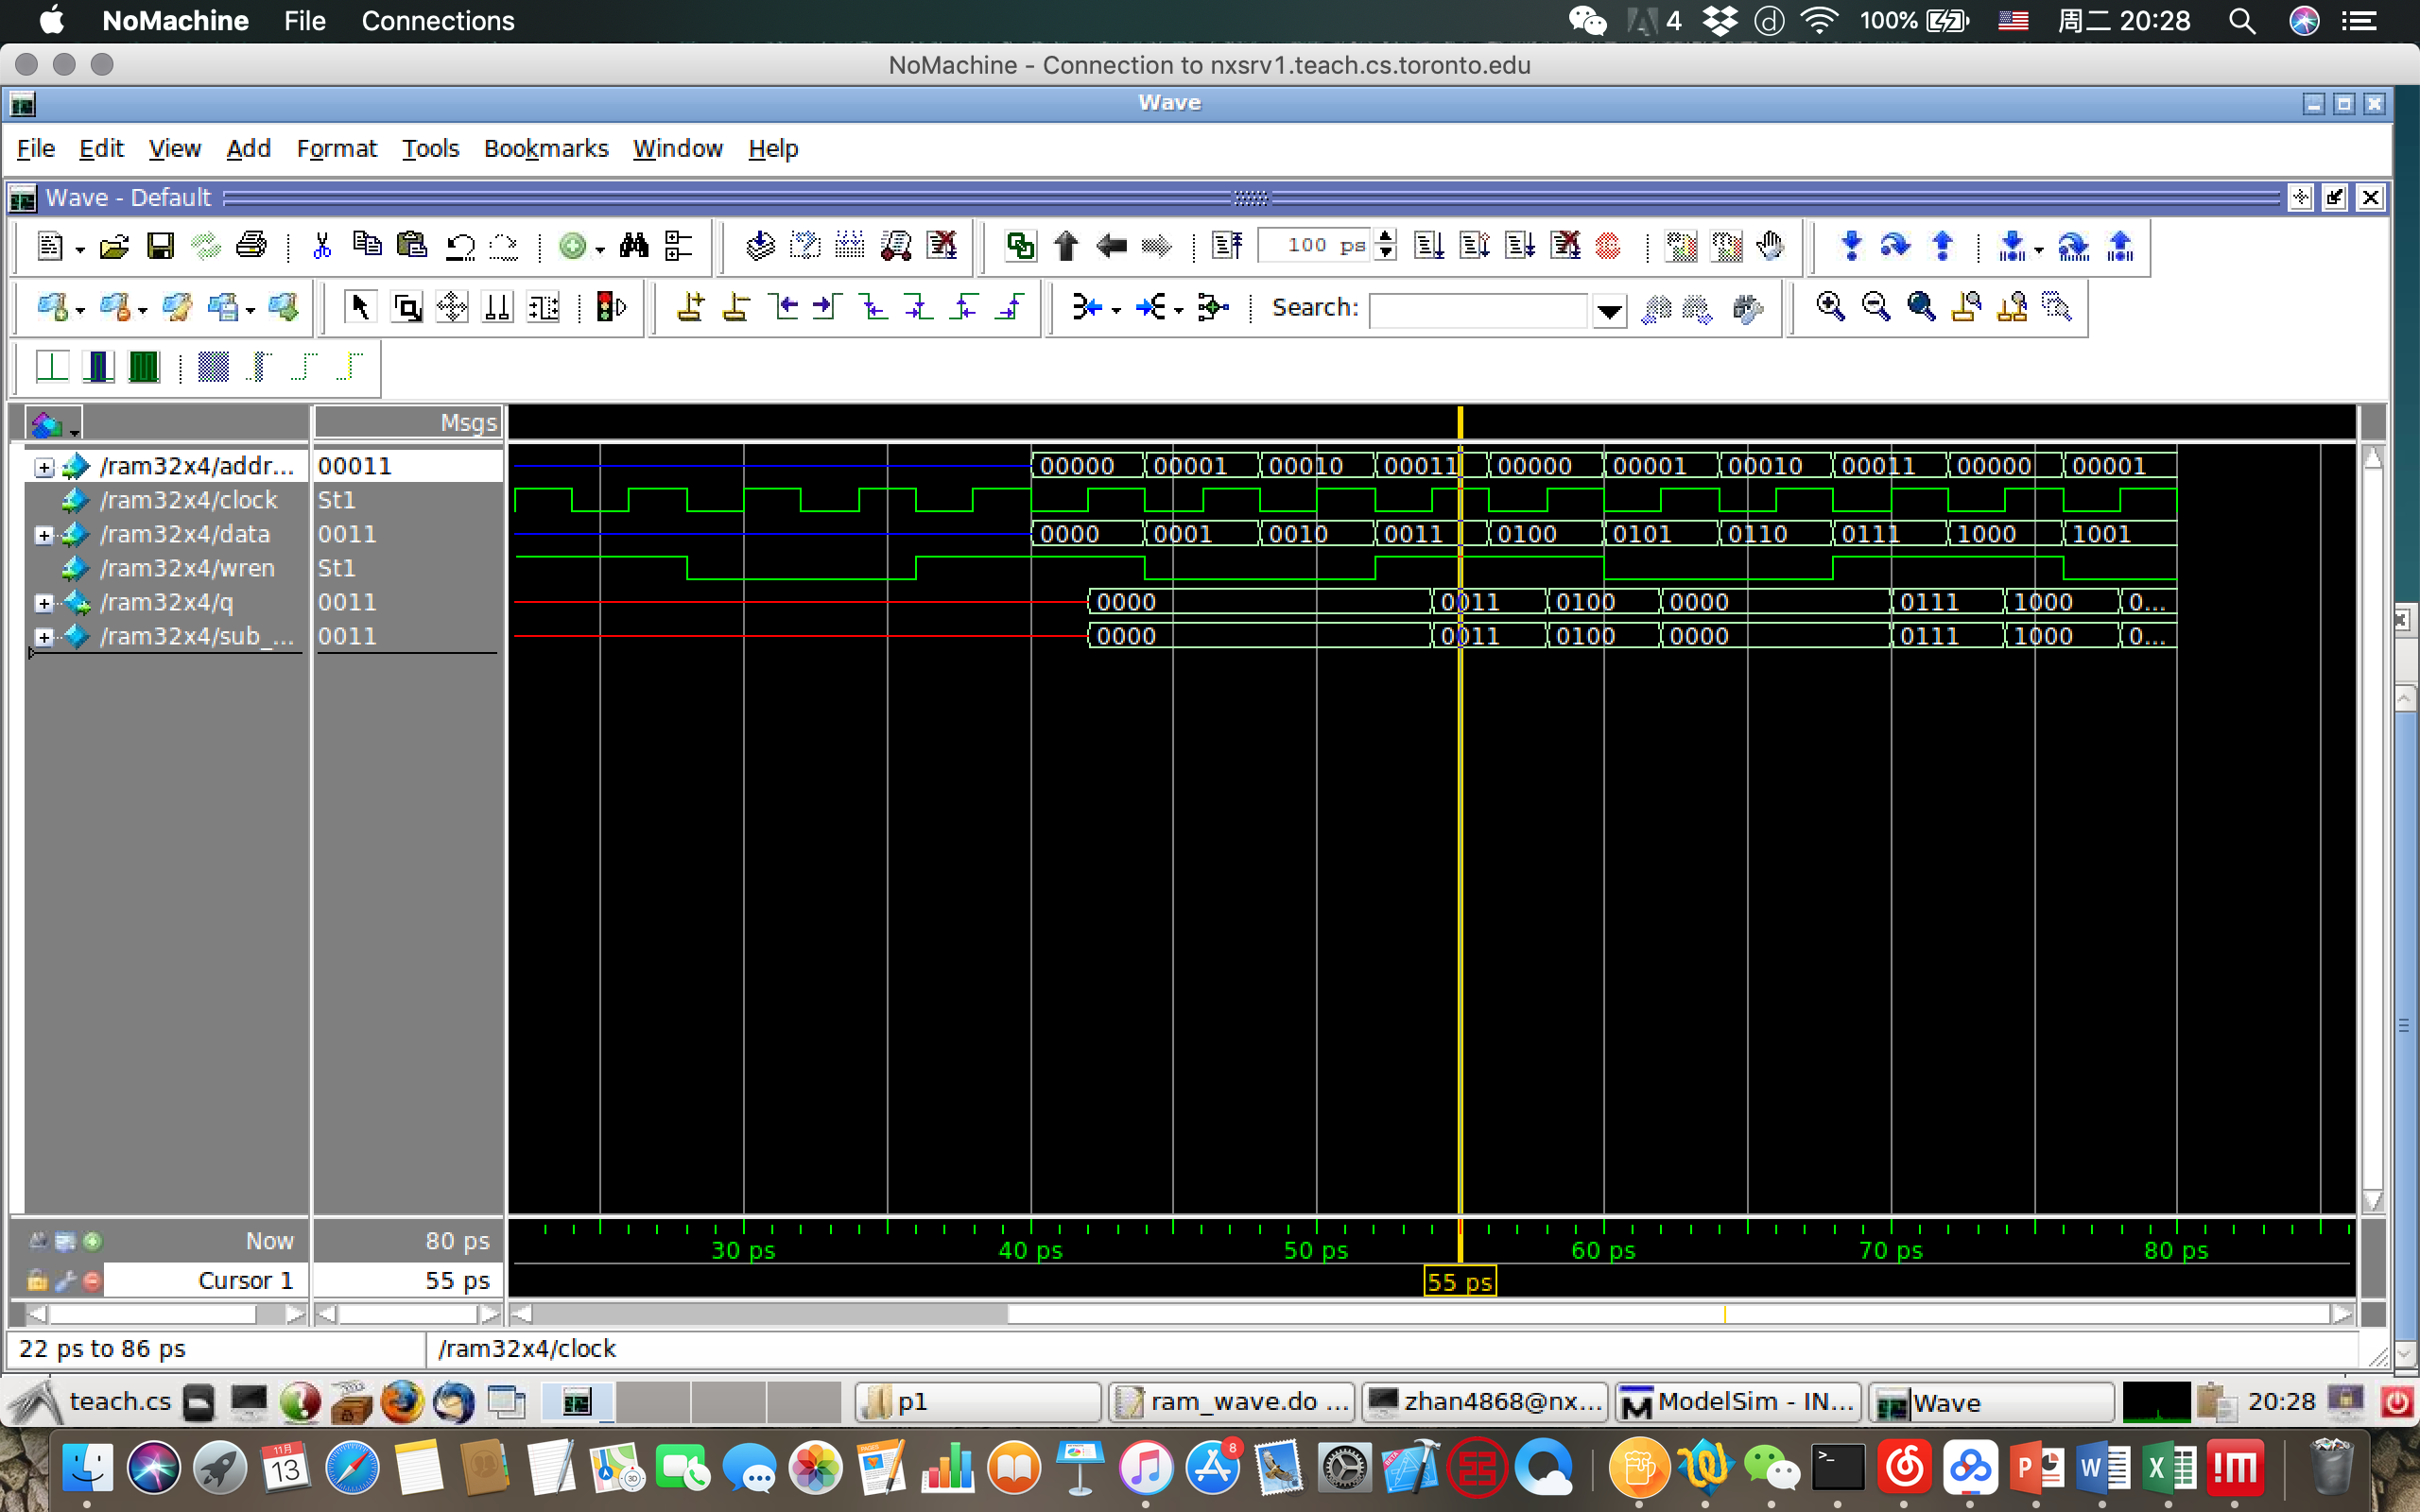 NoMachine File Connections 4 100% 周二 20:28
NoMachine - Connection to nxsrv1.teach.cs.toronto.edu
Wave
File Edit View Add Format Tools Bookmarks Window Help
Wave - Default
100 ps
Search:
Msgs
/ram32x4/addr... 00011 00000 00001 00010 00011 00000 00001 00010 00011 00000 00001
/ram32x4/clock St1
/ram32x4/data 0011 0000 0001 0010 0011 0100 0101 0110 0111 1000 1001
/ram32x4/wren St1
/ram32x4/q 0011 0000 0011 0100 0000 0111 1000 0...
/ram32x4/sub_... 0011 0000 0011 0100 0000 0111 1000 0...
Now 80 ps 30 ps 40 ps 50 ps 60 ps 70 ps 80 ps
Cursor 1 55 ps 55 ps
22 ps to 86 ps /ram32x4/clock
teach.cs p1 ram_wave.do ... zhan4868@nx... ModelSim - IN... Wave 20:28
11月
13
8